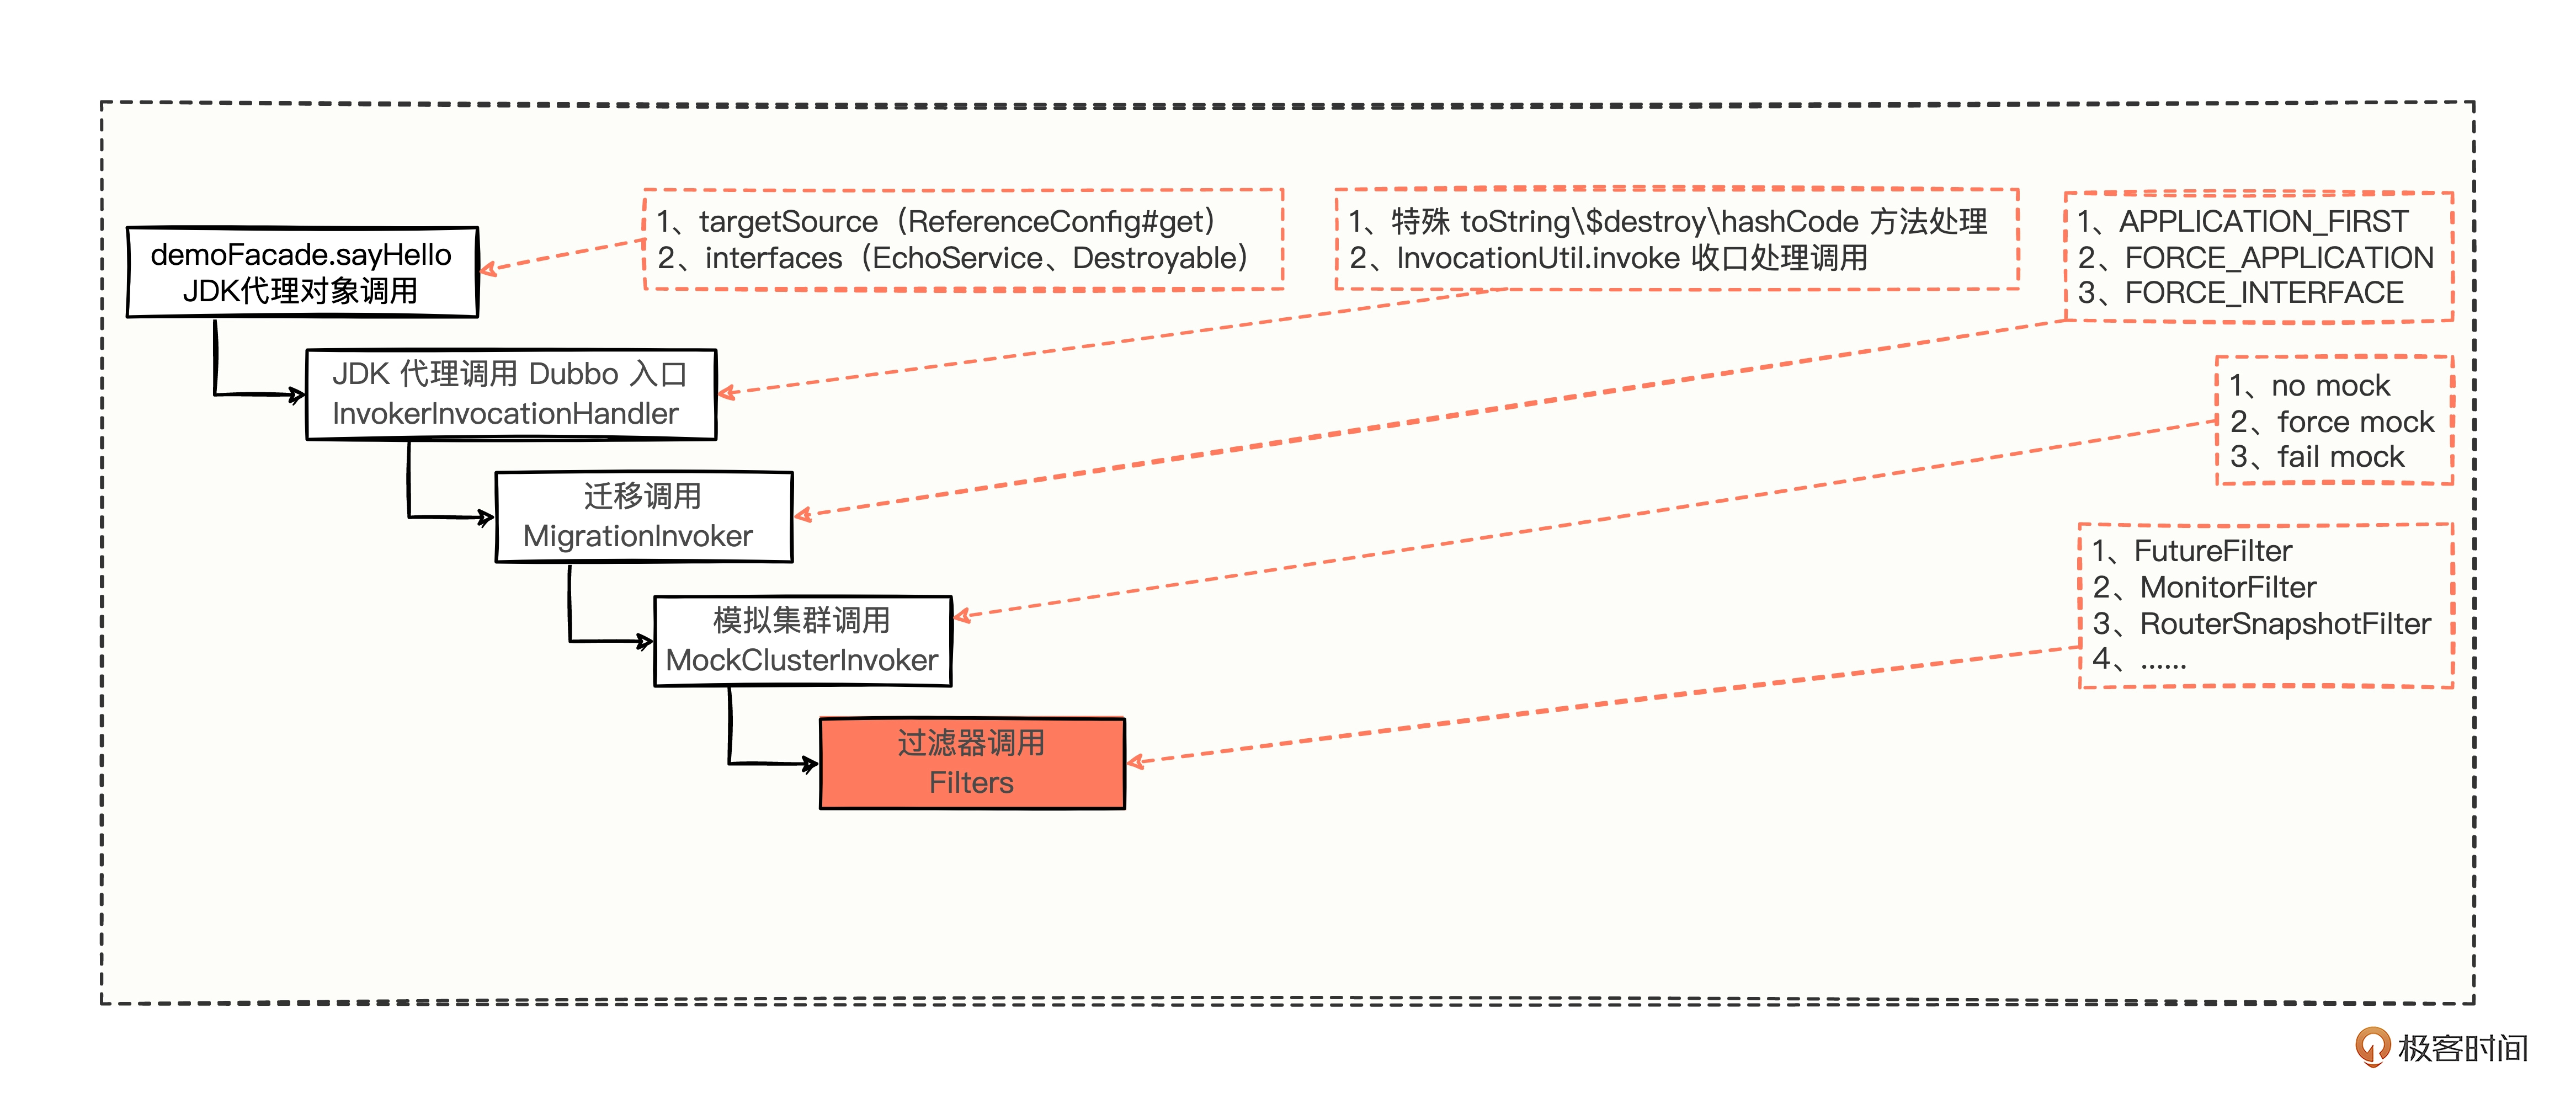 demoFacade.sayHello
JDK代理对象调用
1、targetSource（ReferenceConfig#get）
2、interfaces（EchoService、Destroyable）
1、特殊 toString\$destroy\hashCode 方法处理
2、InvocationUtil.invoke 收口处理调用
1、APPLICATION_FIRST
2、FORCE_APPLICATION
3、FORCE_INTERFACE
JDK 代理调用 Dubbo 入口
InvokerInvocationHandler
1、no mock
2、force mock
3、fail mock
迁移调用
MigrationInvoker
1、FutureFilter
2、MonitorFilter
3、RouterSnapshotFilter
4、......
模拟集群调用
MockClusterInvoker
过滤器调用
Filters
极客时间